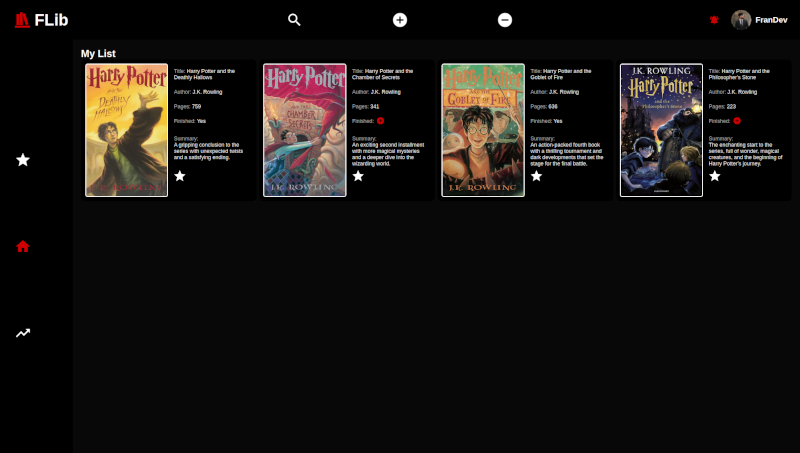 FLib
FranDev
My List
Harry Potter
and the
Deathly
Hallows
J.K. ROWLING
Title: Harry Potter and the
Deathly Hallows
Author: J.K. Rowling
Pages: 759
Finished: Yes
Summary:
A gripping conclusion to the
series with unexpected twists
and a satisfying ending.
Harry Potter
CHAMBER
SECRETS
J.K. ROWLING
Title: Harry Potter and the
Chamber of Secrets
Author: J.K. Rowling
Pages: 341
Finished:
Summary:
An exciting second installment
with more magical mysteries
and a deeper dive into the
wizarding world.
Harry Potter
AND THE
GOBLET OF FIRE
J.K. ROWLING
Title: Harry Potter and the
Goblet of Fire
Author: J.K. Rowling
Pages: 636
Finished: Yes
Summary:
An action-packed fourth book
with a thrilling tournament and
dark developments that set the
stage for the final battle.
J.K. ROWLING
Harry Potter
and the
Philosopher's Stone
Title: Harry Potter and the
Philosopher's Stone
Author: J.K. Rowling
Pages: 223
Finished:
Summary:
The enchanting start to the
series, full of wonder, magical
creatures, and the beginning of
Harry Potter's journey.